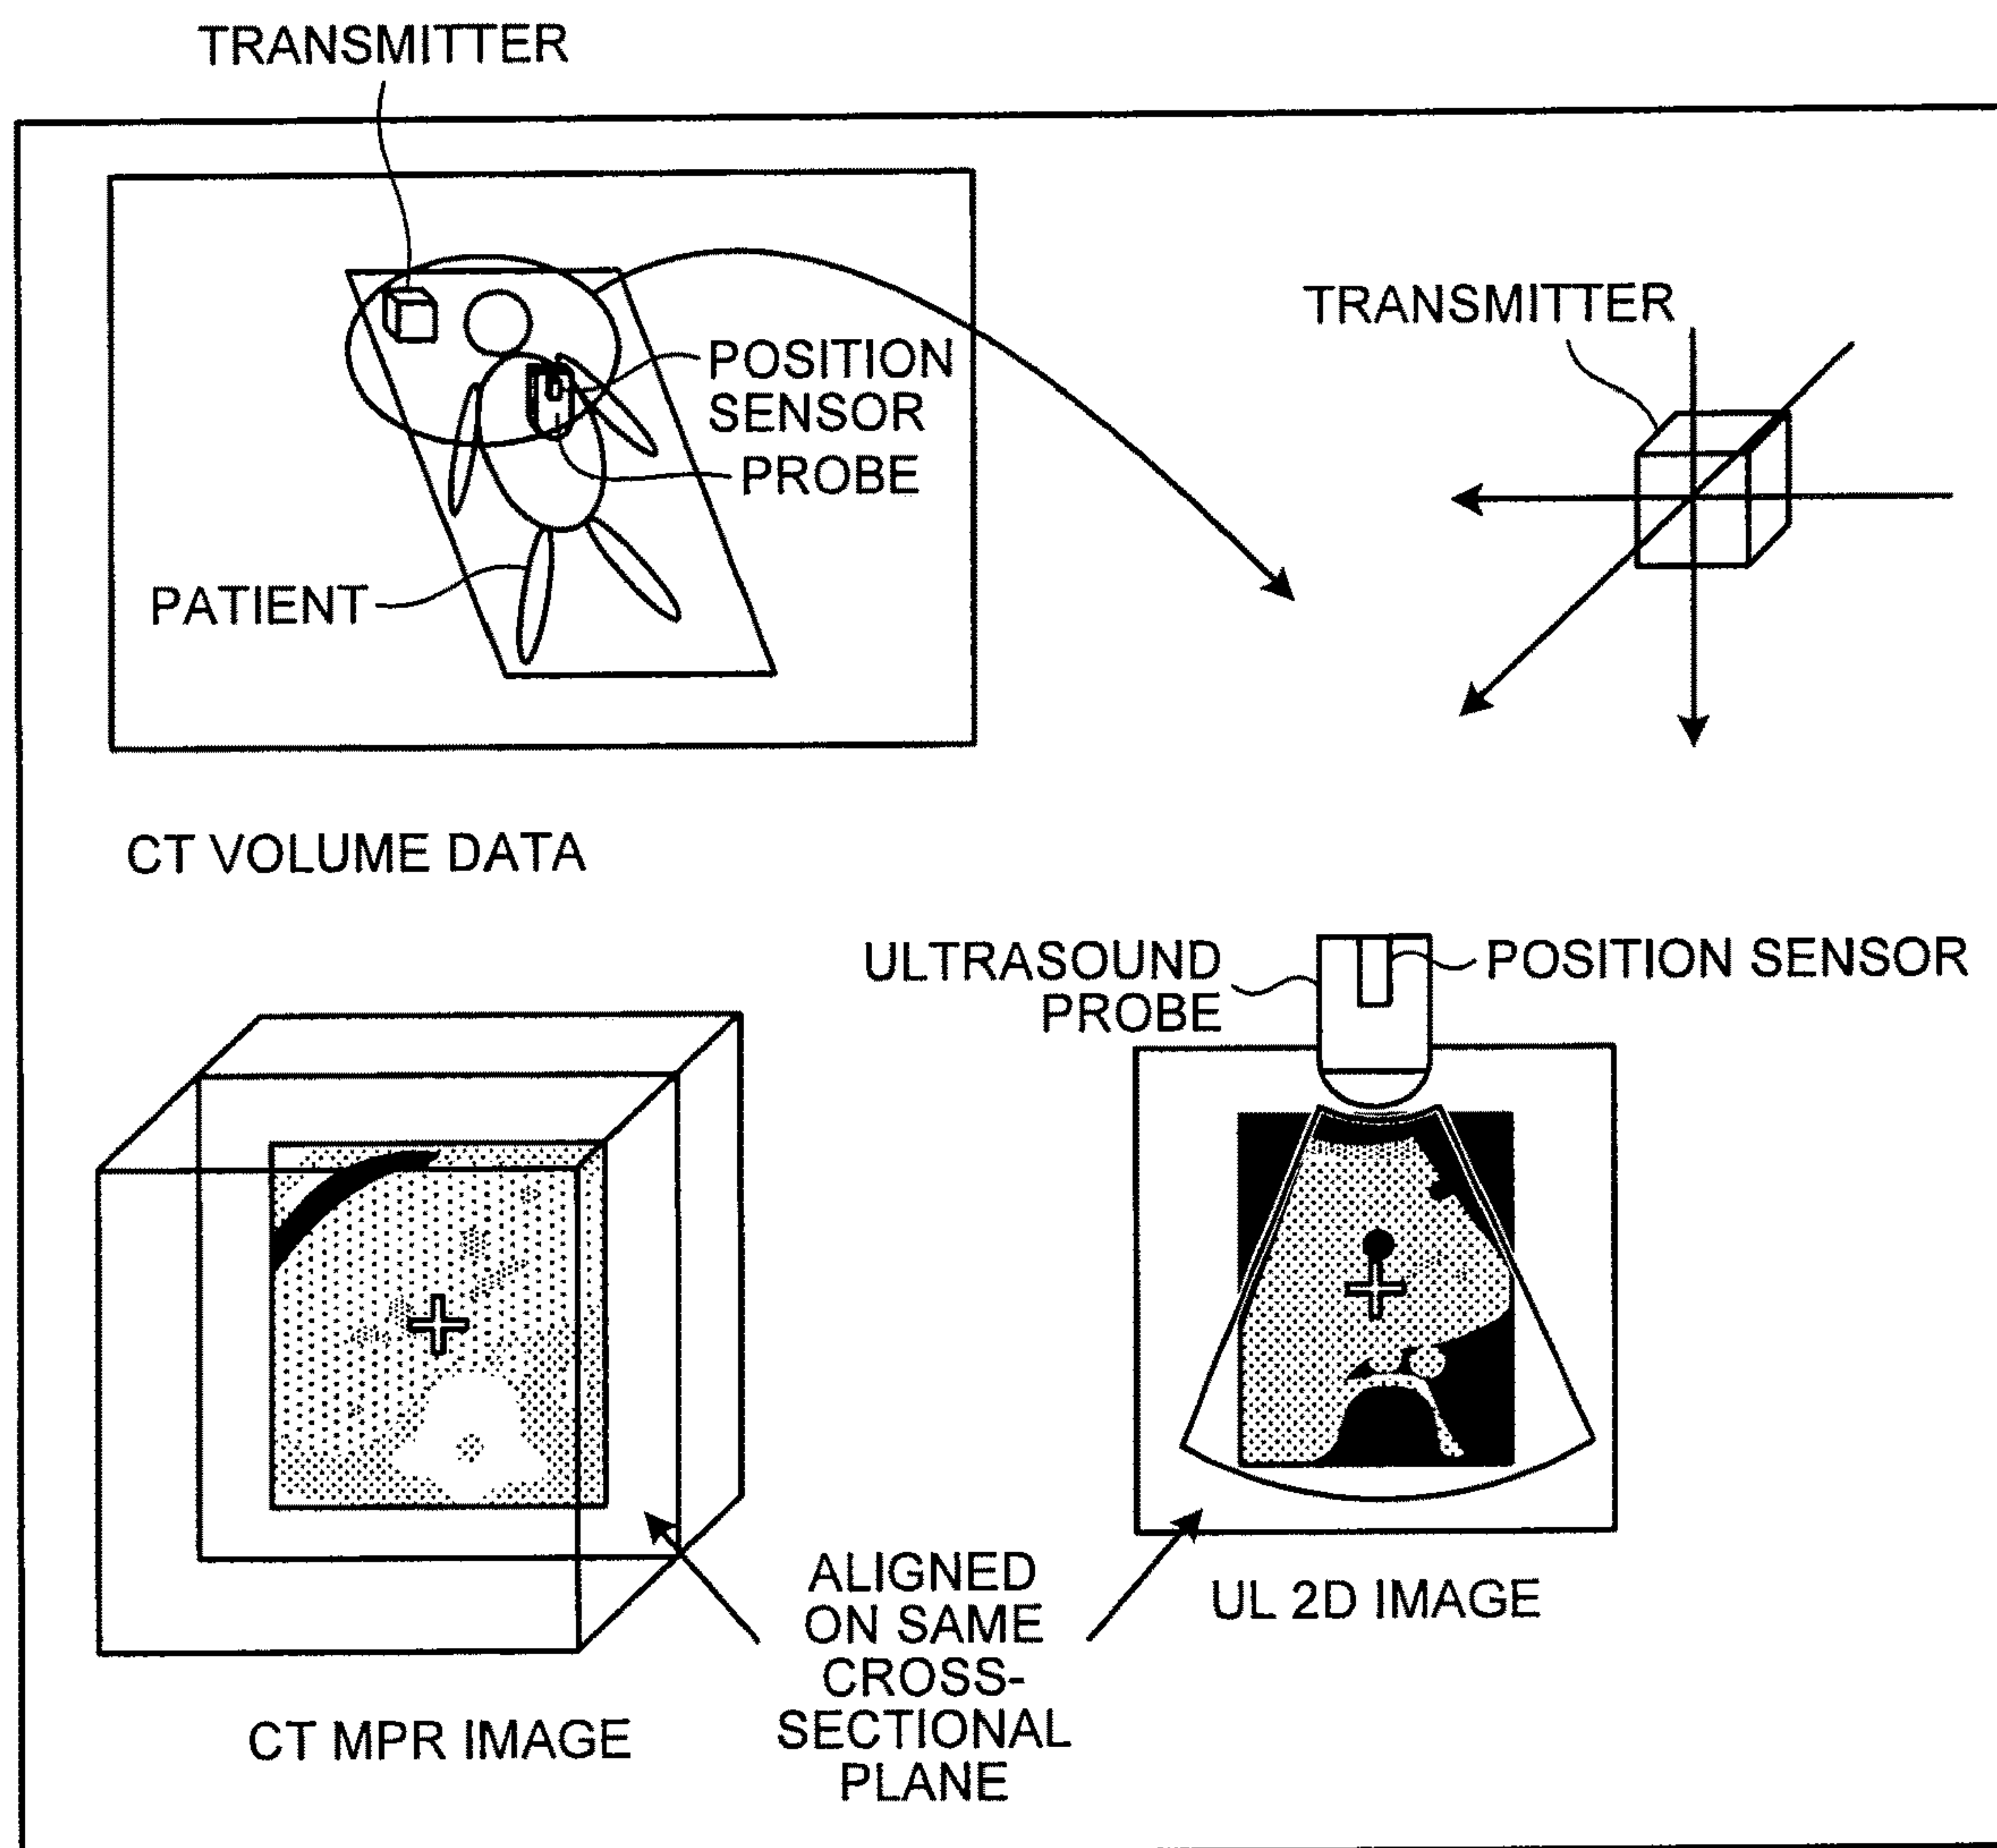 TRANSMITTER
TRANSMITTER
POSITION
SENSOR
PROBE
PATIENT
CT VOLUME DATA
ULTRASOUND
PROBE
POSITION SENSOR
ALIGNED
ON SAME
CROSS-
SECTIONAL
PLANE
UL 2D IMAGE
CT MPR IMAGE